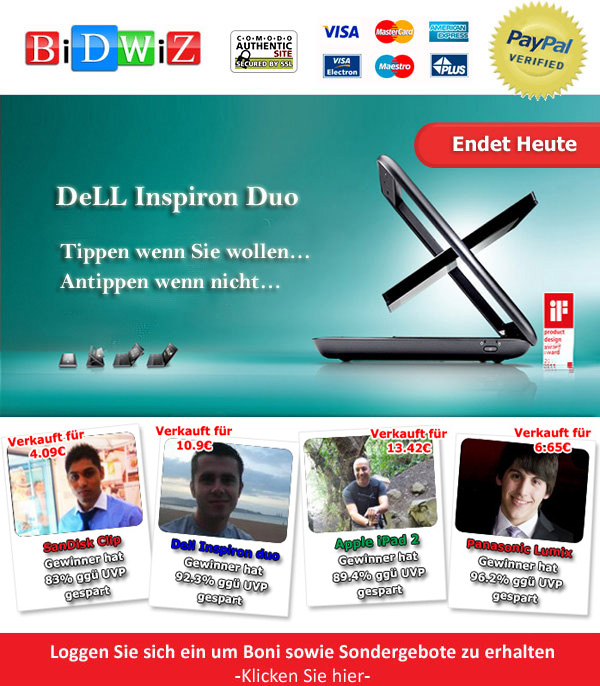 BiDWiZ
COMODO
AUTHENTIC
SITE
SECURED BY SSL
VISA
MasterCard
AMERICAN
EXPRESS
VISA
Electron
Maestro
PLUS
PayPal
VERIFIED
Endet Heute
DeLL Inspiron Duo
Tippen wenn Sie wollen...
Antippen wenn nicht...
iF
product
design
award
2011
Verkauft für
4.09€
SanDisk Clip
Gewinner hat
83% ggü UVP
gespart
Verkauft für
10.9€
Dell Inspiron duo
Gewinner hat
92.3% ggü UVP
gespart
Verkauft für
13.42€
Apple iPad 2
Gewinner hat
89.4% ggü UVP
gespart
Verkauft für
6:65€
Panasonic Lumix
Gewinner hat
96.2% ggü UVP
gespart
Loggen Sie sich ein um Boni sowie Sondergebote zu erhalten
-Klicken Sie hier-